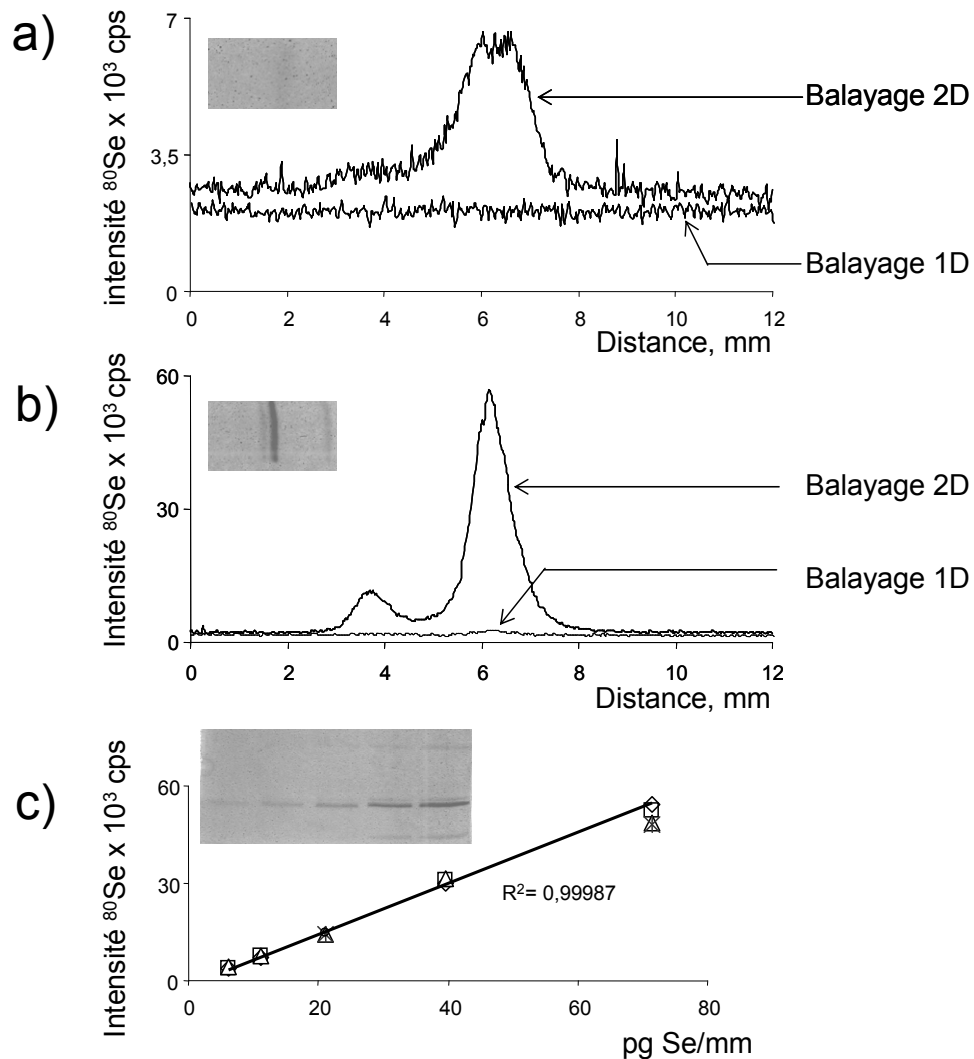 a)
intensité ⁸⁰Se x 10³ cps
7
3,5
0
0 2 4 6 8 10 12
Distance, mm
Balayage 2D
Balayage 1D
b)
Intensité ⁸⁰Se x 10³ cps
60
30
0
0 2 4 6 8 10 12
Distance, mm
Balayage 2D
Balayage 1D
c)
Intensité ⁸⁰Se x 10³ cps
60
30
0
0 20 40 60 80
R²= 0,99987
pg Se/mm